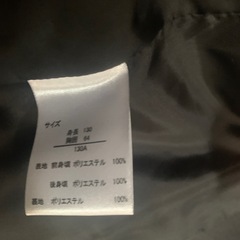 サイズ
身長 130
胸囲 64
130A
表地 前身頃 ポリエステル 100%
後身頃 ポリエステル 100%
裏地 ポリエステル 100%